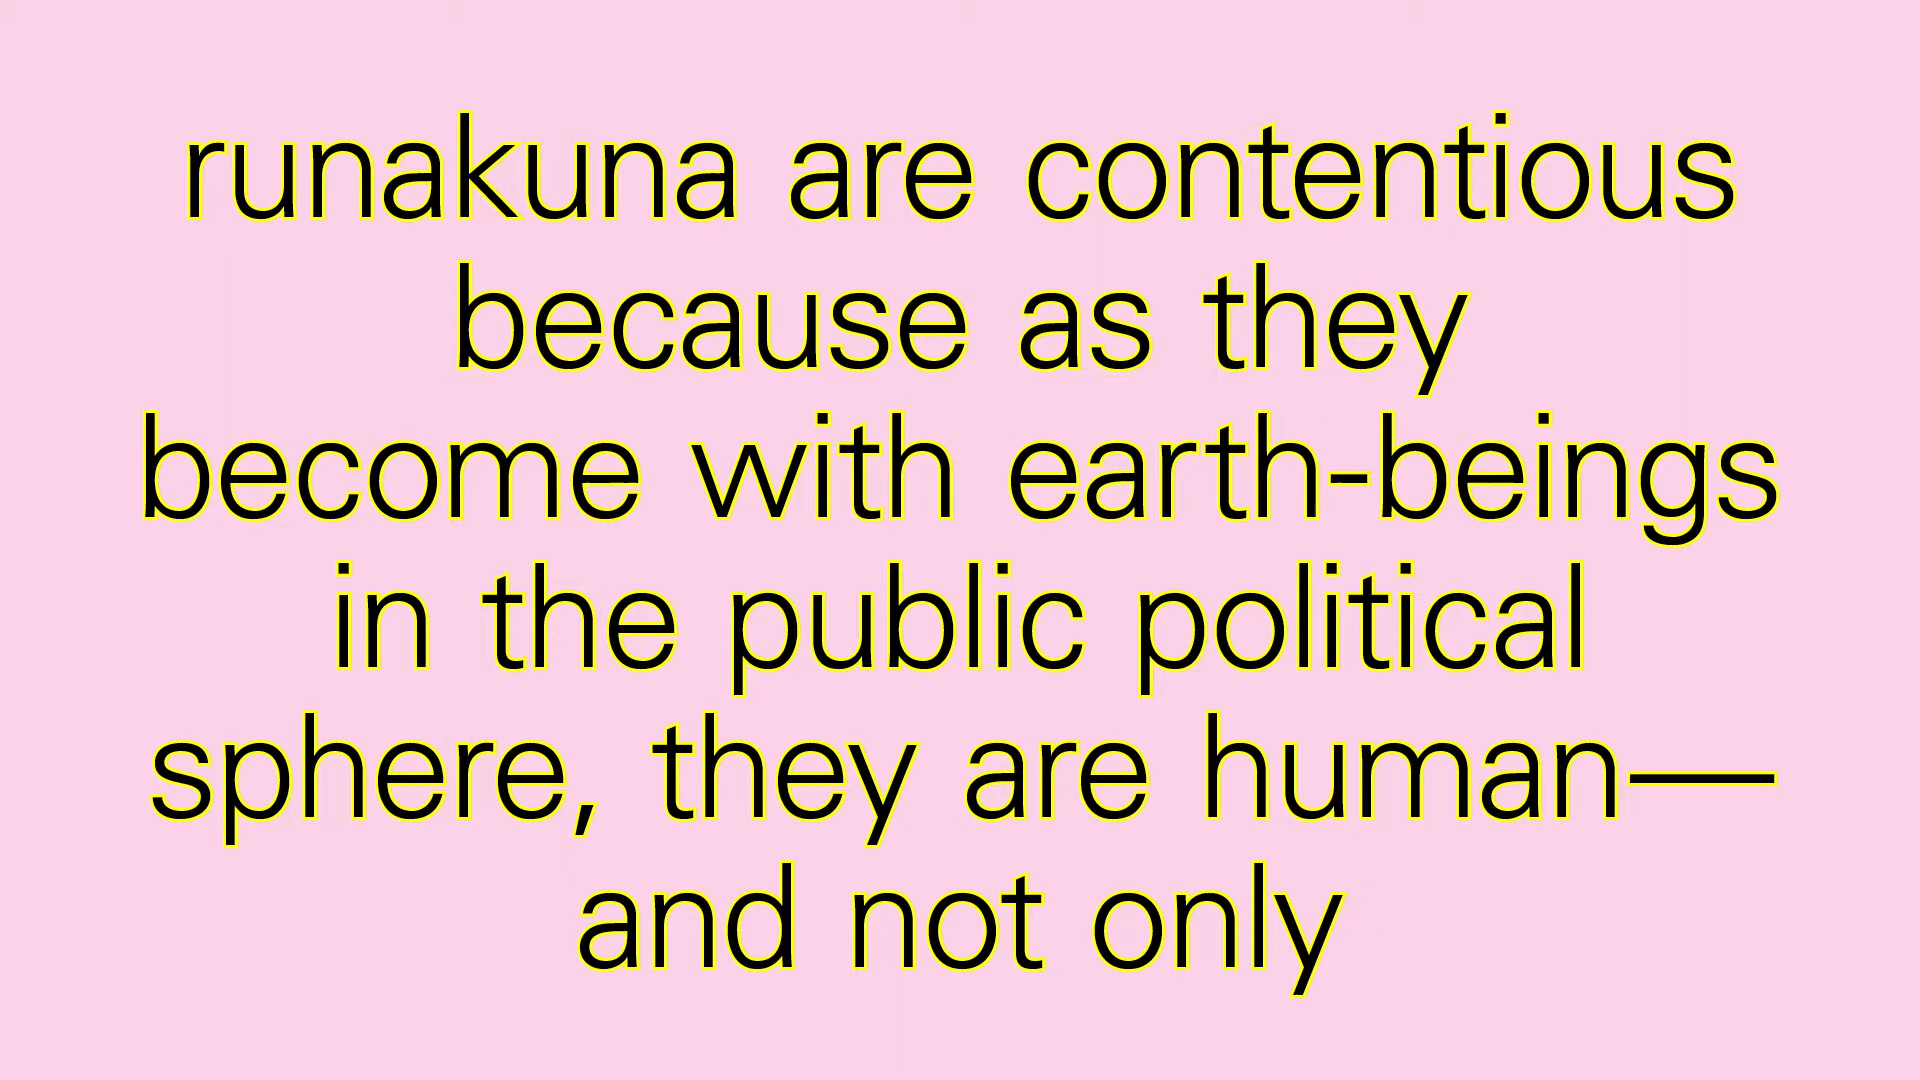 runakuna are contentious
because as they
become with earth-beings
in the public political
sphere, they are human—
and not only